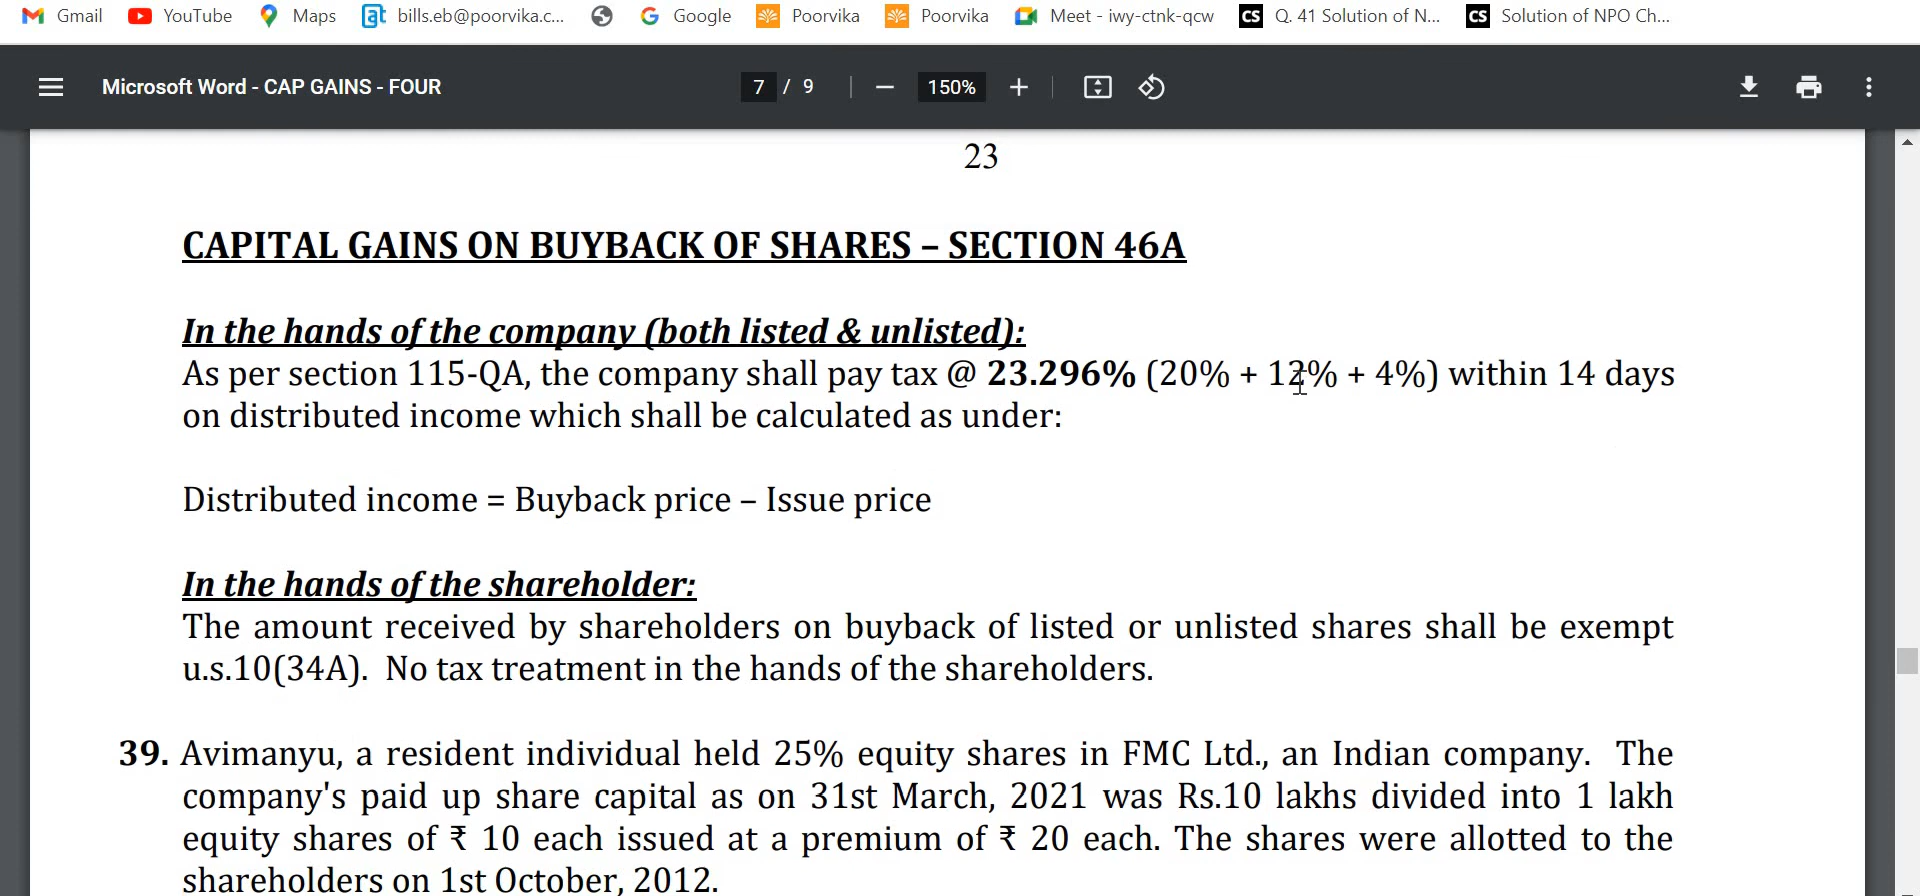 Gmail YouTube Maps bills.eb@poorvika.c... Google Poorvika Poorvika Meet - iwy-ctnk-qcw CS Q. 41 Solution of N... CS Solution of NPO Ch...
Microsoft Word - CAP GAINS - FOUR 7 / 9 150%
23
CAPITAL GAINS ON BUYBACK OF SHARES – SECTION 46A
In the hands of the company (both listed & unlisted):
As per section 115-QA, the company shall pay tax @ 23.296% (20% + 12% + 4%) within 14 days
on distributed income which shall be calculated as under:
Distributed income = Buyback price – Issue price
In the hands of the shareholder:
The amount received by shareholders on buyback of listed or unlisted shares shall be exempt
u.s.10(34A). No tax treatment in the hands of the shareholders.
39. Avimanyu, a resident individual held 25% equity shares in FMC Ltd., an Indian company. The
company's paid up share capital as on 31st March, 2021 was Rs.10 lakhs divided into 1 lakh
equity shares of ₹ 10 each issued at a premium of ₹ 20 each. The shares were allotted to the
shareholders on 1st October, 2012.